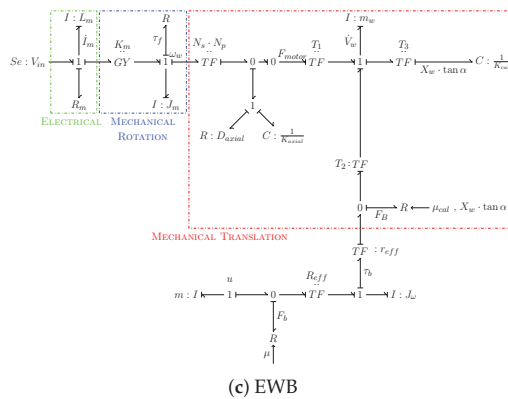 I : L_m
R
I : m_w
İ_m
K_m
τ_f
ω_w
N_s · N_p
F_motor
T_1
V̇_w
T_3
Se : V_in
1
GY
1
TF
0
0
TF
1
TF
X_w · tan α
R_m
I : J_m
1
ELECTRICAL
MECHANICAL
ROTATION
R : D_axial
C : 1/K_axial
T_2 : TF
0
R
μ_cal , X_w · tan α
F_B
MECHANICAL TRANSLATION
TF : r_eff
u
R_eff
τ_b
m : I
1
0
TF
1
I : J_ω
F_b
R
μ
(c) EWB